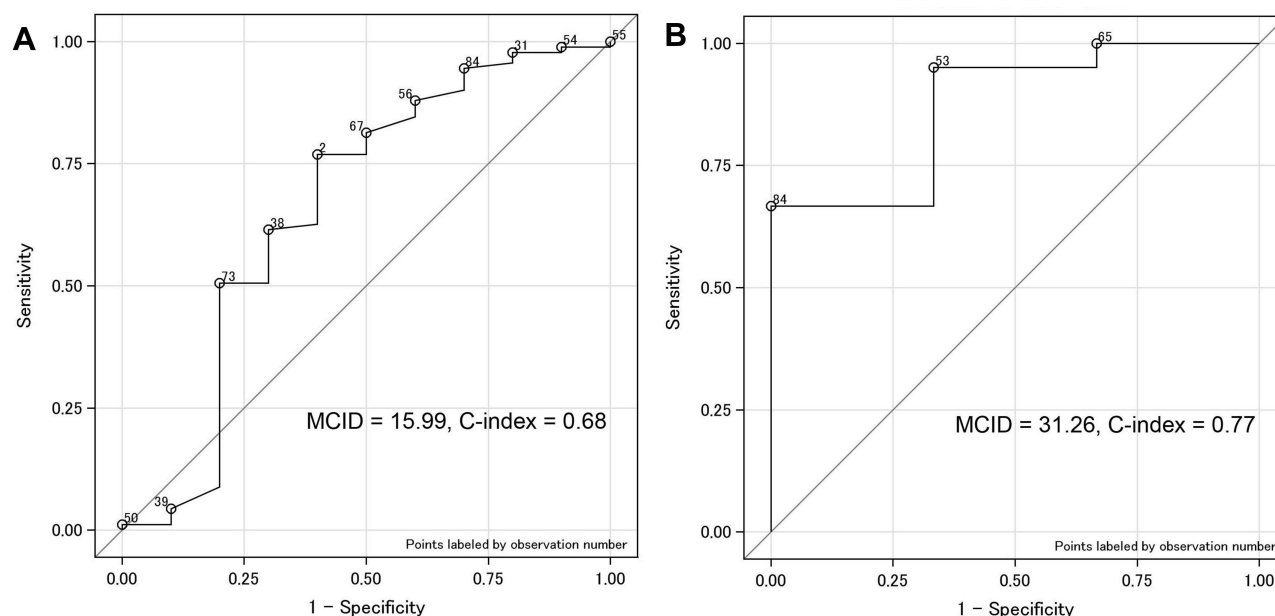 A
1.00
0.75
0.50
0.25
0.00
Sensitivity
50
39
73
38
2
67
56
84
31
54
55
MCID = 15.99, C-index = 0.68
Points labeled by observation number
0.00 0.25 0.50 0.75 1.00
1 - Specificity
B
1.00
0.75
0.50
0.25
0.00
Sensitivity
84
53
65
MCID = 31.26, C-index = 0.77
Points labeled by observation number
0.00 0.25 0.50 0.75 1.00
1 - Specificity